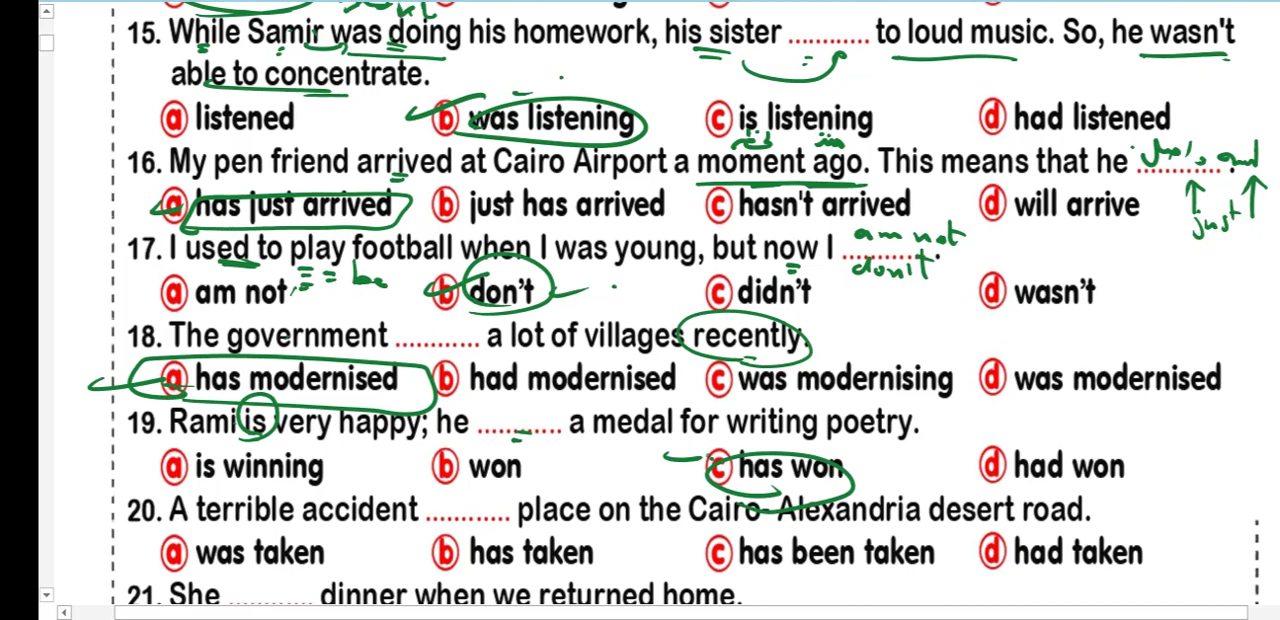 15. While Samir was doing his homework, his sister ............ to loud music. So, he wasn't
able to concentrate.
ⓐ listened ⓑ was listening ⓒ is listening ⓓ had listened
16. My pen friend arrived at Cairo Airport a moment ago. This means that he ............ .
just
ⓐ has just arrived ⓑ just has arrived ⓒ hasn't arrived ⓓ will arrive
am not
17. I used to play football when I was young, but now I ............ .
don't
be
ⓐ am not ⓑ don't ⓒ didn't ⓓ wasn't
18. The government ............ a lot of villages recently.
ⓐ has modernised ⓑ had modernised ⓒ was modernising ⓓ was modernised
19. Rami is very happy; he ............ a medal for writing poetry.
ⓐ is winning ⓑ won ⓒ has won ⓓ had won
20. A terrible accident ............ place on the Cairo- Alexandria desert road.
ⓐ was taken ⓑ has taken ⓒ has been taken ⓓ had taken
21. She ............ dinner when we returned home.